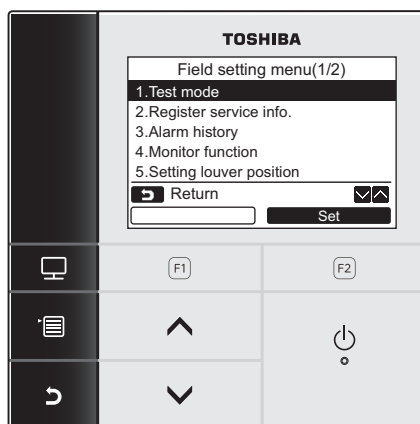 TOSHIBA
Field setting menu(1/2)
1.Test mode
2.Register service info.
3.Alarm history
4.Monitor function
5.Setting louver position
Return
Set
F1
F2